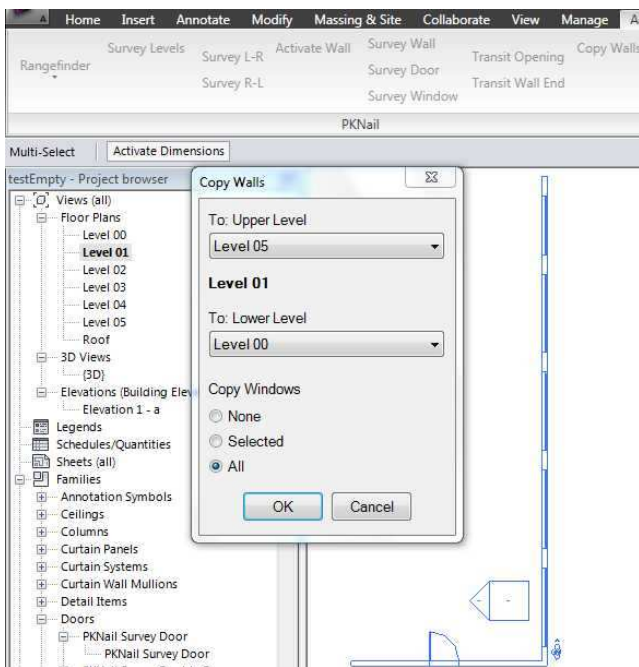 Home Insert Annotate Modify Massing & Site Collaborate View Manage A
Rangefinder
Survey Levels
Survey L-R
Survey R-L
Activate Wall
Survey Wall
Survey Door
Survey Window
Transit Opening
Transit Wall End
Copy Walls
PKNail
Multi-Select Activate Dimensions
testEmpty - Project browser
Views (all)
Floor Plans
Level 00
Level 01
Level 02
Level 03
Level 04
Level 05
Roof
3D Views
{3D}
Elevations (Building Elev
Elevation 1 - a
Legends
Schedules/Quantities
Sheets (all)
Families
Annotation Symbols
Ceilings
Columns
Curtain Panels
Curtain Systems
Curtain Wall Mullions
Detail Items
Doors
PKNail Survey Door
PKNail Survey Door
Copy Walls
To: Upper Level
Level 05
Level 01
To: Lower Level
Level 00
Copy Windows
None
Selected
All
OK Cancel